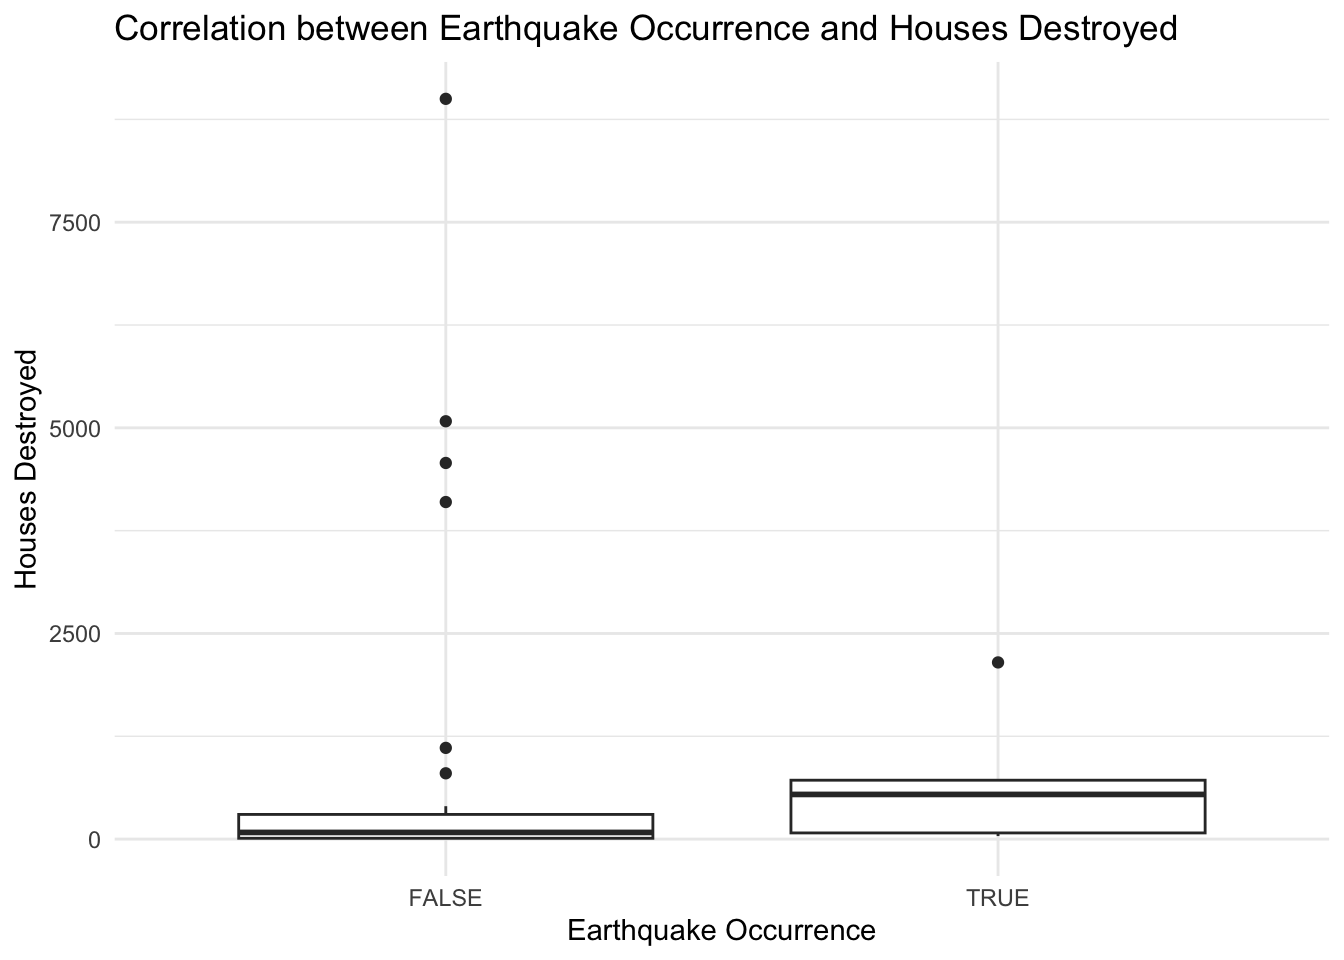 Correlation between Earthquake Occurrence and Houses Destroyed
7500
5000
2500
0
Houses Destroyed
FALSE
TRUE
Earthquake Occurrence